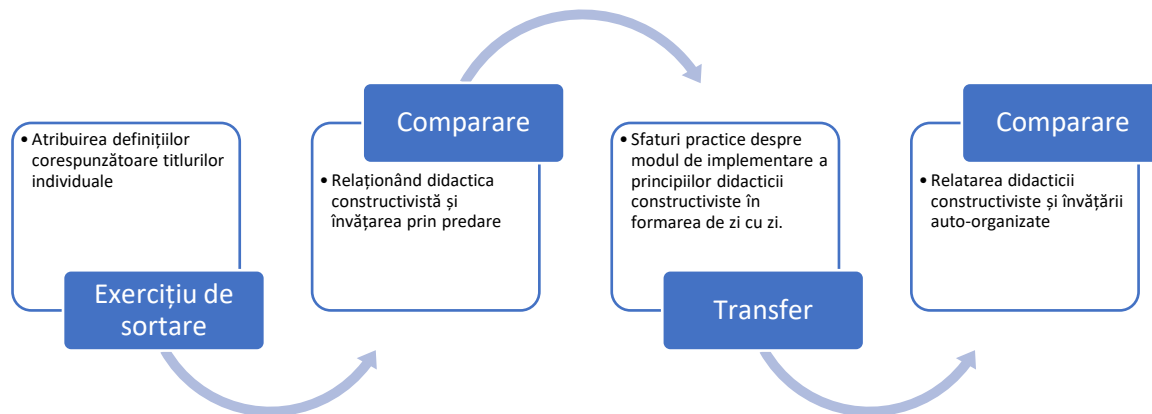 • Atribuirea definițiilor
corespunzătoare titlurilor
individuale
Exercițiu de
sortare
Comparare
• Relaționând didactica
constructivistă și
învățarea prin predare
• Sfaturi practice despre
modul de implementare a
principiilor didacticii
constructiviste în
formarea de zi cu zi.
Transfer
Comparare
• Relatarea didacticii
constructiviste și învățării
auto-organizate